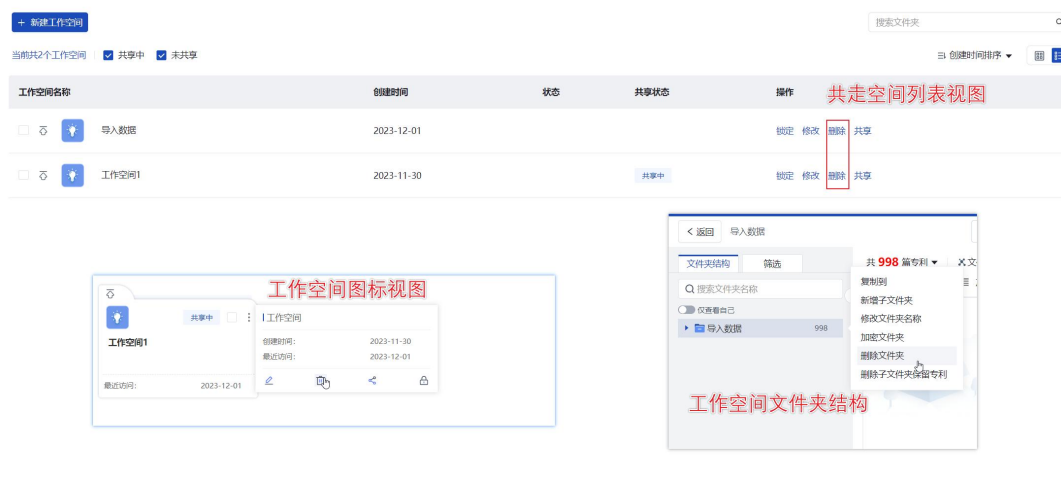 + 新建工作空间
搜索文件夹
当前共2个工作空间 共享中 未共享
创建时间排序
工作空间名称 创建时间 状态 共享状态 操作
共走空间列表视图
导入数据 2023-12-01 锁定 修改 删除 共享
工作空间1 2023-11-30 共享中 锁定 修改 删除 共享
工作空间图标视图
共享中
工作空间1
最近访问: 2023-12-01
工作空间
创建时间: 2023-11-30
最近访问: 2023-12-01
返回 导入数据
文件夹结构 筛选
共 998 篇专利 文
搜索文件夹名称
仅查看自己
导入数据 998
复制到
新增子文件夹
修改文件夹名称
加密文件夹
删除文件夹
删除子文件夹保留专利
工作空间文件夹结构